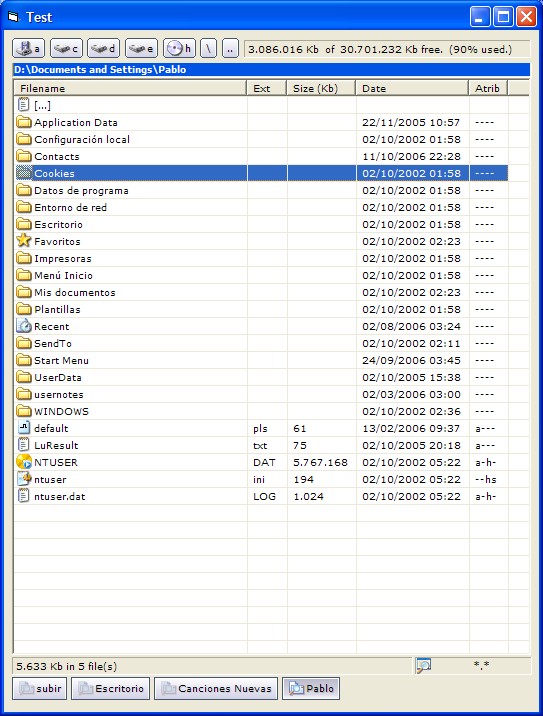 Test
a c d e h \ .. 3.086.016 Kb of 30.701.232 Kb free. (90% used.)
D:\Documents and Settings\Pablo
Filename Ext Size (Kb) Date Atrib
[...]
Application Data 22/11/2005 10:57 ----
Configuración local 02/10/2002 01:58 ----
Contacts 11/10/2006 22:28 ----
Cookies 02/10/2002 01:58 ----
Datos de programa 02/10/2002 01:58 ----
Entorno de red 02/10/2002 01:58 ----
Escritorio 02/10/2002 01:58 ----
Favoritos 02/10/2002 02:23 ----
Impresoras 02/10/2002 01:58 ----
Menú Inicio 02/10/2002 01:58 ----
Mis documentos 02/10/2002 02:23 ----
Plantillas 02/10/2002 01:58 ----
Recent 02/08/2006 03:24 ----
SendTo 02/10/2002 02:11 ----
Start Menu 24/09/2006 03:45 ----
UserData 02/10/2005 15:38 ----
usernotes 02/03/2006 03:00 ----
WINDOWS 02/10/2002 02:36 ----
default pls 61 13/02/2006 09:37 a---
LuResult txt 75 02/10/2005 20:18 a---
NTUSER DAT 5.767.168 02/10/2002 05:22 a-h-
ntuser ini 194 02/10/2002 05:22 --hs
ntuser.dat LOG 1.024 02/10/2002 05:22 a-h-
5.633 Kb in 5 file(s) *.*
subir Escritorio Canciones Nuevas Pablo